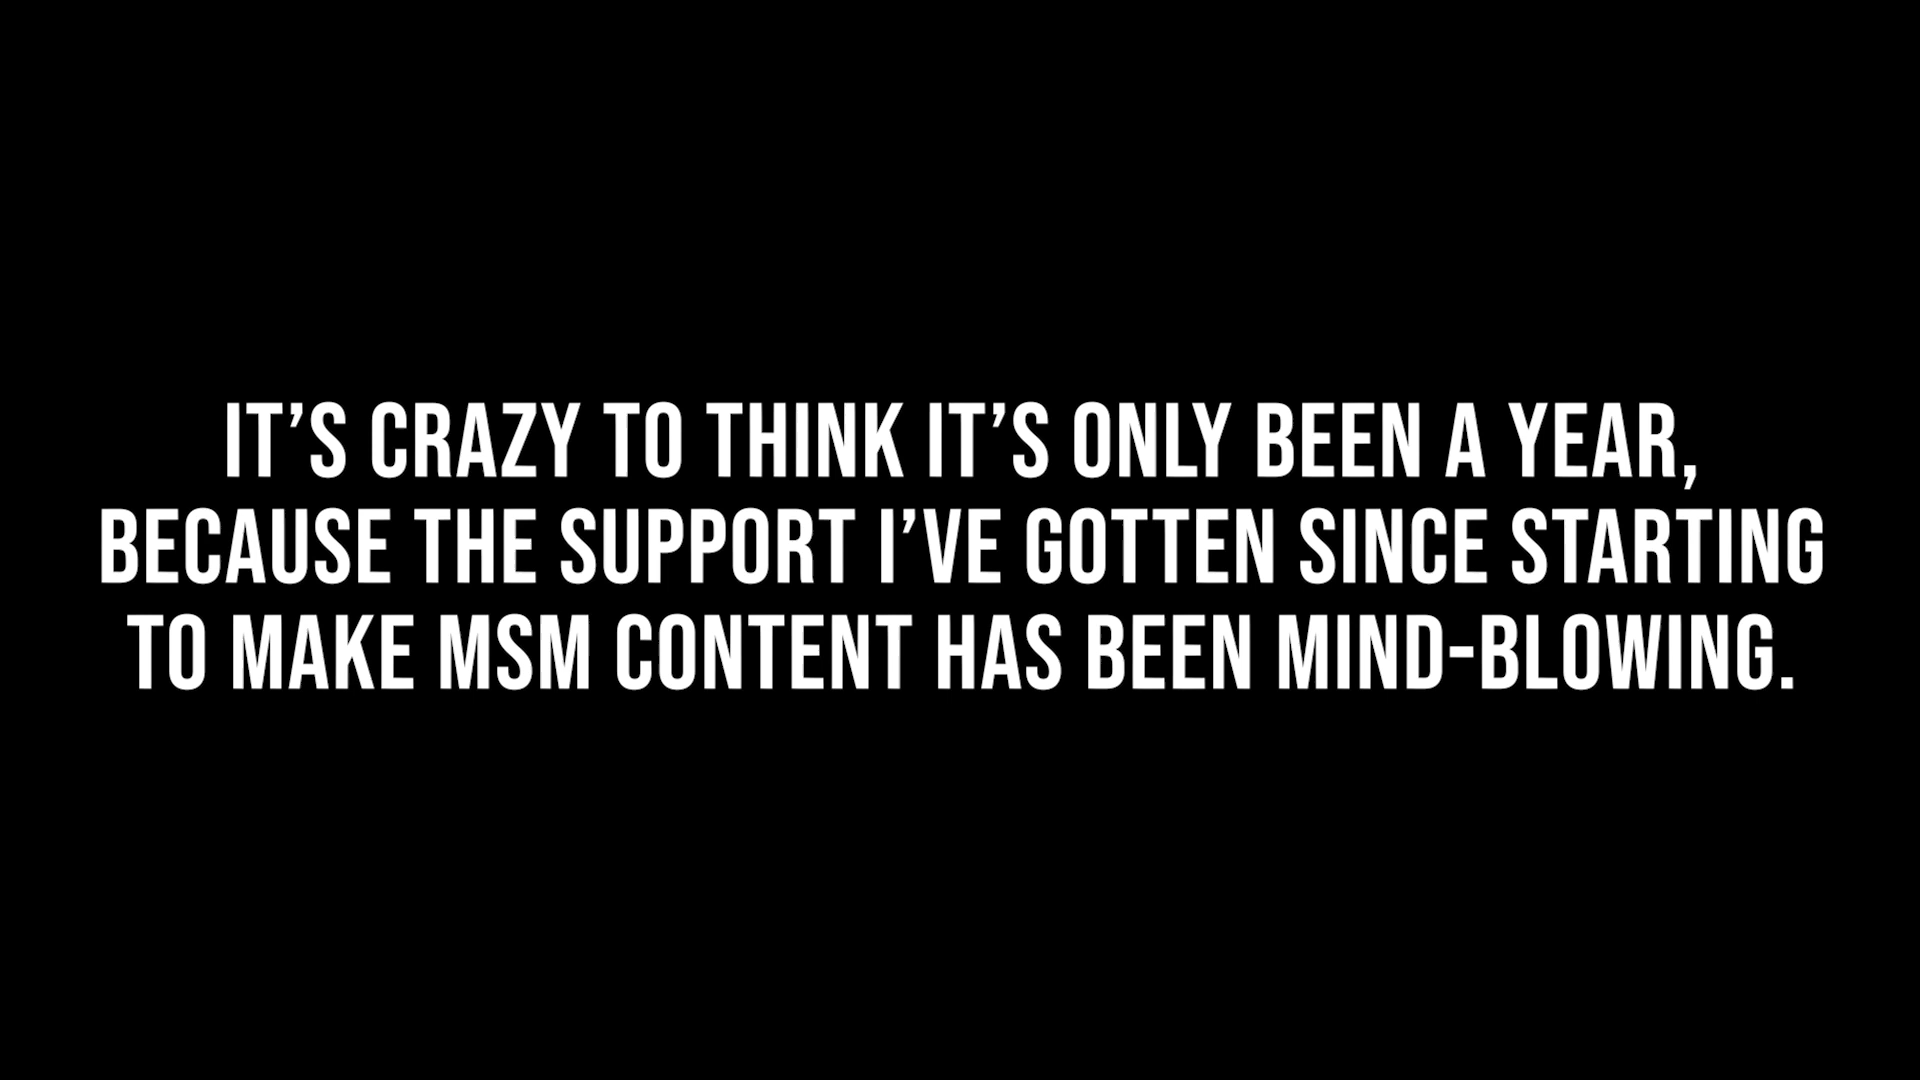 IT’S CRAZY TO THINK IT’S ONLY BEEN A YEAR,
BECAUSE THE SUPPORT I’VE GOTTEN SINCE STARTING
TO MAKE MSM CONTENT HAS BEEN MIND-BLOWING.